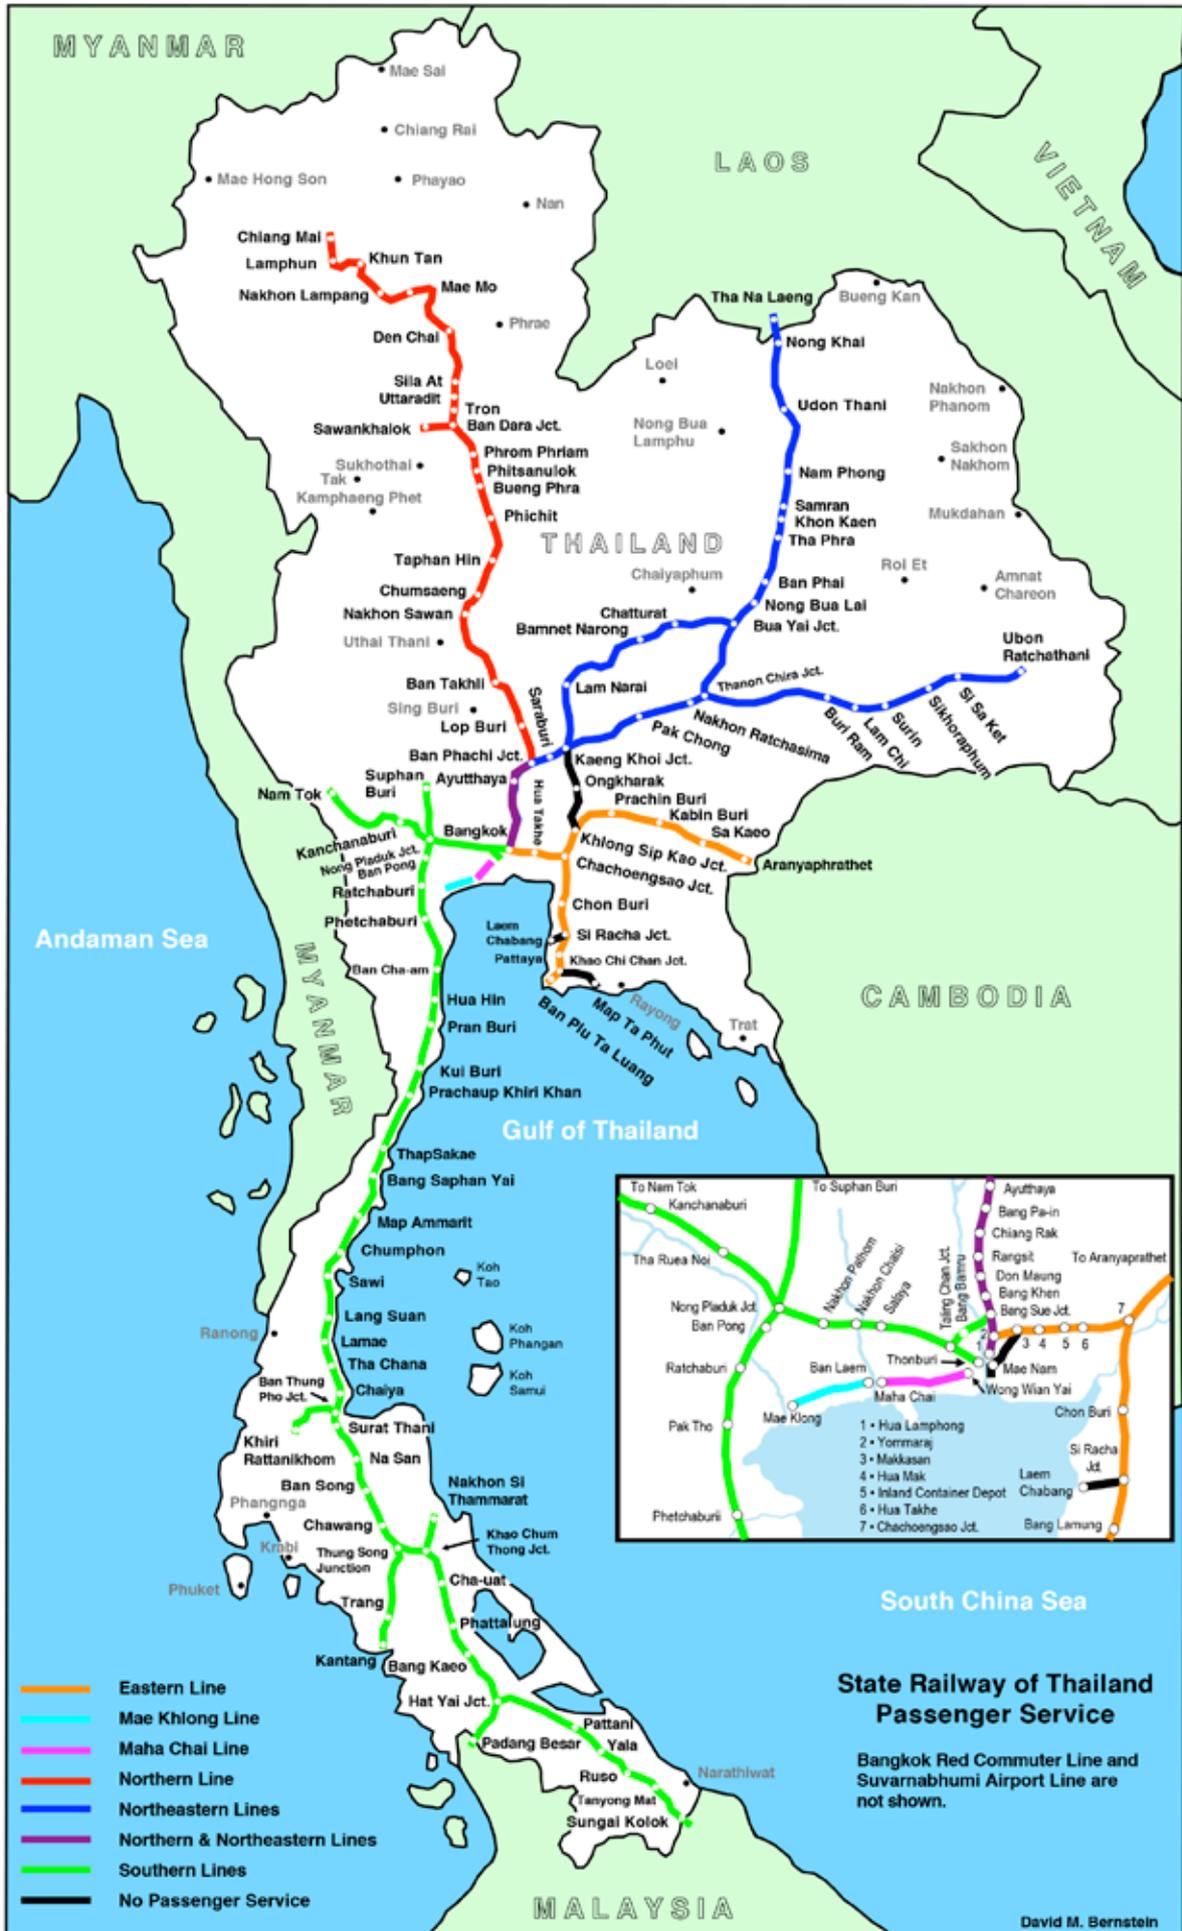 MYANMAR
Mae Sai
Chiang Rai
LAOS
VIETNAM
Mae Hong Son
Phayao
Nan
Chiang Mai
Lamphun
Khun Tan
Nakhon Lampang
Mae Mo
Tha Na Laeng
Bueng Kan
Den Chai
Phrae
Nong Khai
Loei
Sila At
Uttaradit
Nakhon
Phanom
Tron
Udon Thani
Sawankhalok
Ban Dara Jct.
Nong Bua
Lamphu
Phrom Phriam
Sakhon
Nakhom
Sukhothai
Phitsanulok
Nam Phong
Tak
Bueng Phra
Kamphaeng Phet
Samran
Phichit
Khon Kaen
Mukdahan
THAILAND
Tha Phra
Taphan Hin
Chaiyaphum
Roi Et
Amnat
Chareon
Chumsaeng
Ban Phai
Nakhon Sawan
Chatturat
Nong Bua Lai
Bamnet Narong
Bua Yai Jct.
Uthai Thani
Ubon
Ratchathani
Ban Takhli
Lam Narai
Thanon Chira Jct.
Sing Buri
Saraburi
Si Sa Ket
Lop Buri
Nakhon Ratchasima
Sikhoraphum
Surin
Lam Chi
Buri Ram
Pak Chong
Ban Phachi Jct.
Kaeng Khoi Jct.
Suphan
Buri
Ayutthaya
Ongkharak
Nam Tok
Hua Takhe
Prachin Buri
Kabin Buri
Bangkok
Sa Kaeo
Kanchanaburi
Khlong Sip Kao Jct.
Nong Pladuk Jct.
Ban Pong
Chachoengsao Jct.
Aranyaphrathet
Ratchaburi
Chon Buri
Phetchaburi
Laem
Chabang
Si Racha Jct.
Andaman Sea
Pattaya
Khao Chi Chan Jct.
Ban Cha-am
MYANMAR
CAMBODIA
Hua Hin
Ban Plu Ta Luang
Map Ta Phut
Rayong
Trat
Pran Buri
Kui Buri
Prachaup Khiri Khan
Gulf of Thailand
ThapSakae
Bang Saphan Yai
Map Ammarit
Chumphon
Sawi
Koh
Tao
Lang Suan
Ranong
Lamae
Koh
Phangan
Tha Chana
Ban Thung
Pho Jct.
Chaiya
Koh
Samui
Surat Thani
Khiri
Rattanikhom
Na San
Ban Song
Nakhon Si
Thammarat
Phangnga
Chawang
Khao Chum
Thong Jct.
Krabi
Thung Song
Junction
Phuket
Cha-uat
Trang
Phattalung
Kantang
Bang Kaeo
Hat Yai Jct.
Pattani
Padang Besar
Yala
Ruso
Narathiwat
Tanyong Mat
Sungai Kolok
MALAYSIA
To Nam Tok
To Suphan Buri
Ayutthaya
Kanchanaburi
Bang Pa-in
Chiang Rak
Tha Ruea Noi
Nakhon Pathom
Nakhon Chaisi
Salaya
Taling Chan Jct.
Bang Bamru
Rangsit
To Aranyaprathet
Don Maung
Bang Khen
Nong Pladuk Jct.
Bang Sue Jct.
7
Ban Pong
2
3
4
5
6
1
Thonburi
Ratchaburi
Ban Laem
Mae Nam
Maha Chai
Wong Wian Yai
Mae Klong
Chon Buri
Pak Tho
1 • Hua Lamphong
2 • Yommaraj
3 • Makkasan
4 • Hua Mak
5 • Inland Container Depot
6 • Hua Takhe
7 • Chachoengsao Jct.
Si Racha
Jct.
Laem
Chabang
Phetchaburii
Bang Lamung
South China Sea
Eastern Line
Mae Khlong Line
Maha Chai Line
Northern Line
Northeastern Lines
Northern & Northeastern Lines
Southern Lines
No Passenger Service
State Railway of Thailand
Passenger Service
Bangkok Red Commuter Line and
Suvarnabhumi Airport Line are
not shown.
David M. Bernstein